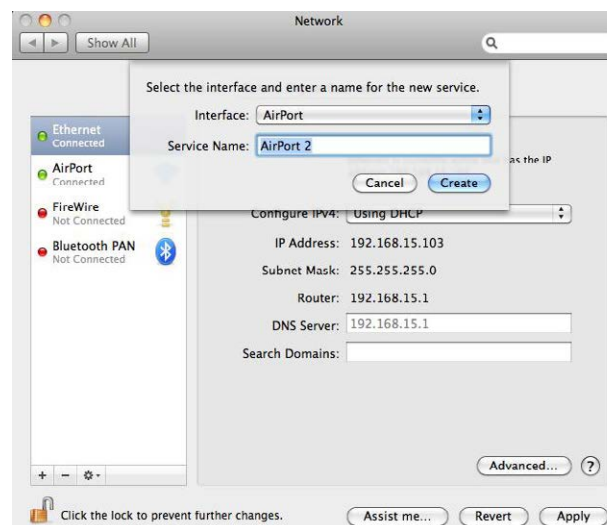 Network
Show All
Select the interface and enter a name for the new service.
Interface: AirPort
Service Name: AirPort 2
Cancel Create
as the IP
Ethernet
Connected
AirPort
Connected
FireWire
Not Connected
Bluetooth PAN
Not Connected
Configure IPv4: Using DHCP
IP Address: 192.168.15.103
Subnet Mask: 255.255.255.0
Router: 192.168.15.1
DNS Server: 192.168.15.1
Search Domains:
Advanced... ?
+ −
Click the lock to prevent further changes.
Assist me... Revert Apply